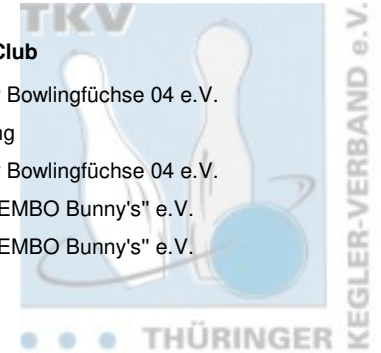 TKV
Club
Bowlingfüchse 04 e.V.
ng
Bowlingfüchse 04 e.V.
EMBO Bunny's" e.V.
EMBO Bunny's" e.V.
THÜRINGER
KEGLER-VERBAND e.V.